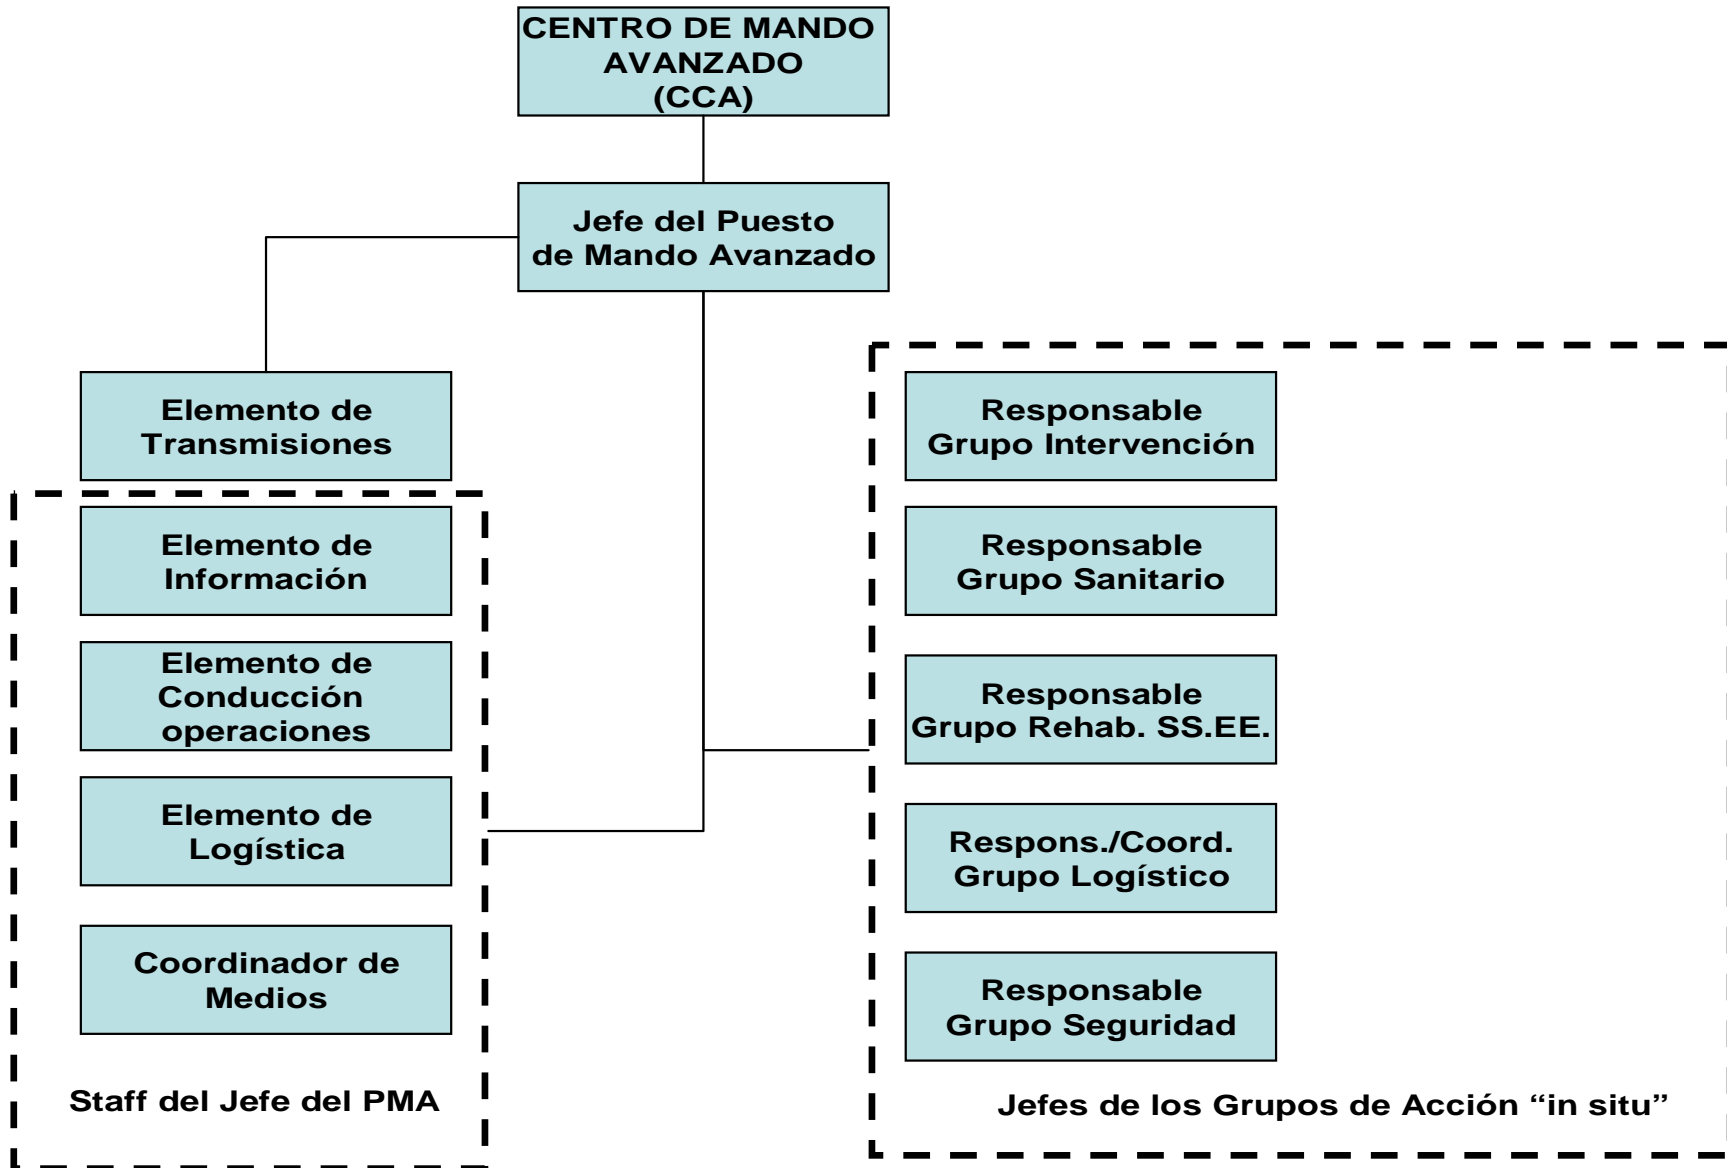 CENTRO DE MANDO
AVANZADO
(CCA)
Jefe del Puesto
de Mando Avanzado
Elemento de
Transmisiones
Elemento de
Información
Elemento de
Conducción
operaciones
Elemento de
Logística
Coordinador de
Medios
Staff del Jefe del PMA
Responsable
Grupo Intervención
Responsable
Grupo Sanitario
Responsable
Grupo Rehab. SS.EE.
Respons./Coord.
Grupo Logístico
Responsable
Grupo Seguridad
Jefes de los Grupos de Acción “in situ”